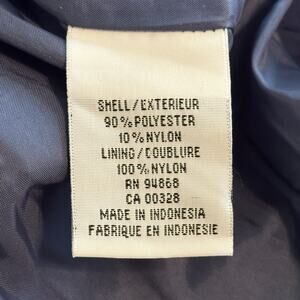 SHELL/EXTERIEUR
90% POLYESTER
10% NYLON
LINING/COUBLURE
100% NYLON
RN 94868
CA 00328
MADE IN INDONESIA
FABRIQUE EN INDONESIE